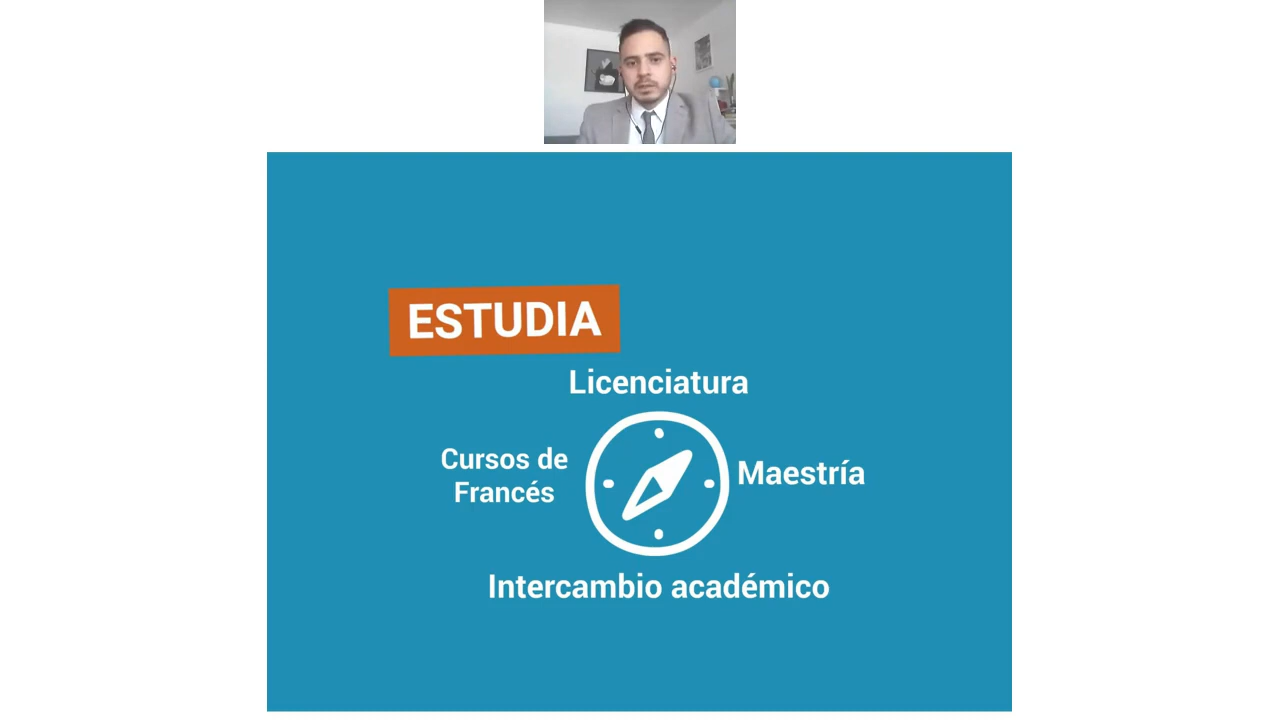 ESTUDIA
Licenciatura
Cursos de
Francés
Maestría
Intercambio académico